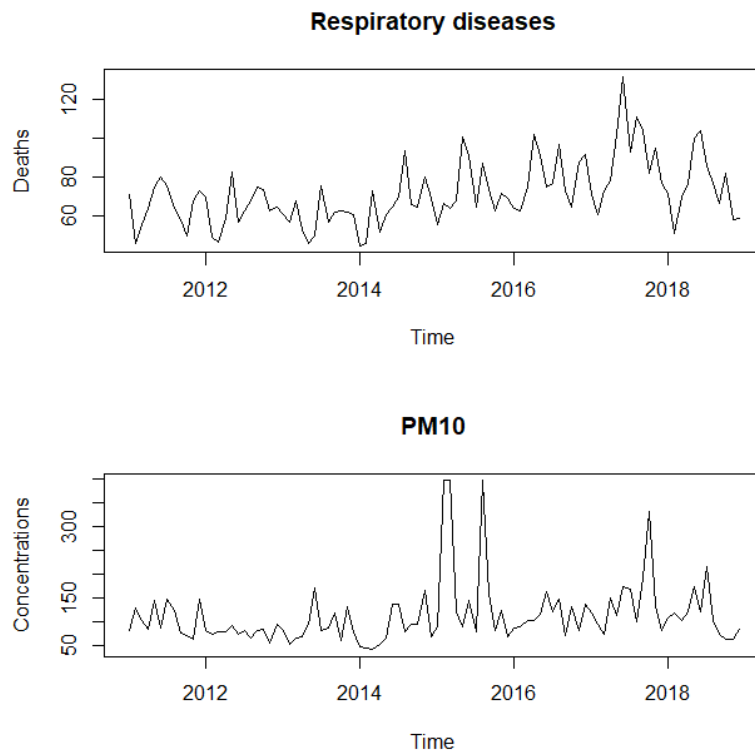 Respiratory diseases
Deaths
120
80
60
2012 2014 2016 2018
Time
PM10
Concentrations
300
150
50
2012 2014 2016 2018
Time